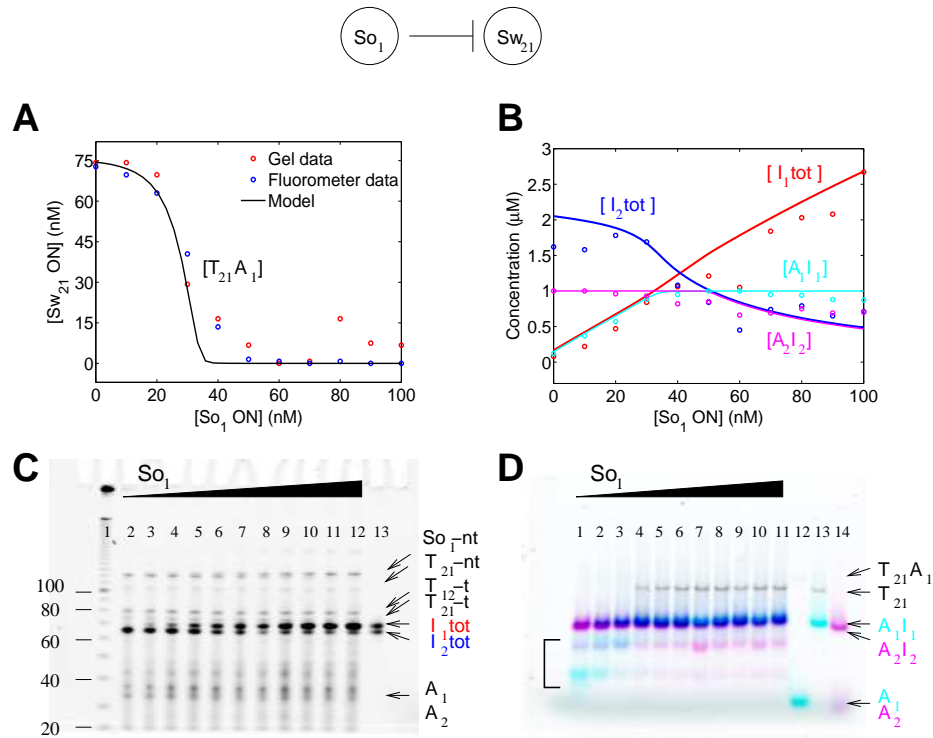 So1 Sw21
A
[Sw21 ON] (nM)
75
60
45
30
15
0
Gel data
Fluorometer data
Model
[T21A1]
0 20 40 60 80 100
[So1 ON] (nM)
B
Concentration (μM)
3
2.5
2
1.5
1
0.5
0
[ I1tot ]
[ I2tot ]
[A1I1]
[A2I2]
0 20 40 60 80 100
[So1 ON] (nM)
C
So1
1 2 3 4 5 6 7 8 9 10 11 12 13
100
80
60
40
20
So1-nt
T21-nt
T12-t
T21-t
I1tot
I2tot
A1
A2
D
So1
1 2 3 4 5 6 7 8 9 10 11 12 13 14
T21A1
T21
A1I1
A2I2
A1
A2